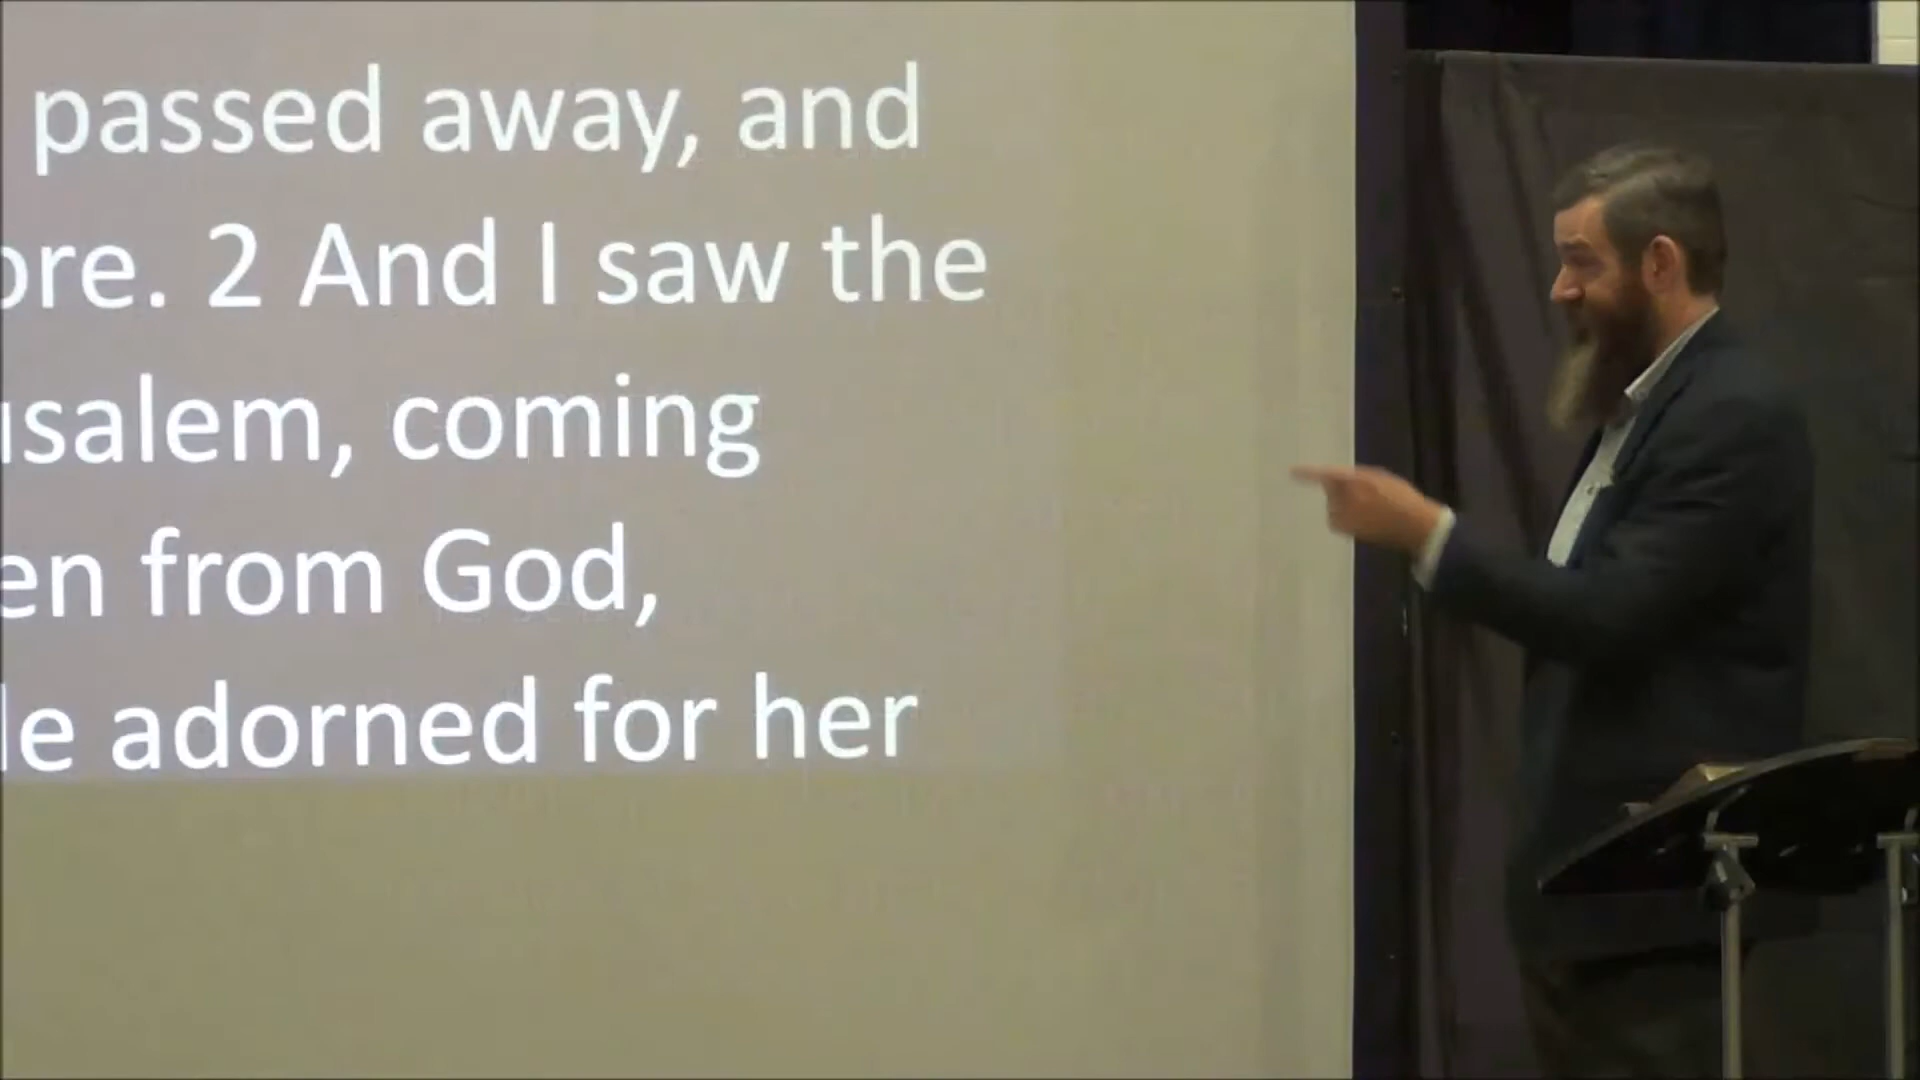 passed away, and
ore. 2 And I saw the
usalem, coming
en from God,
le adorned for her